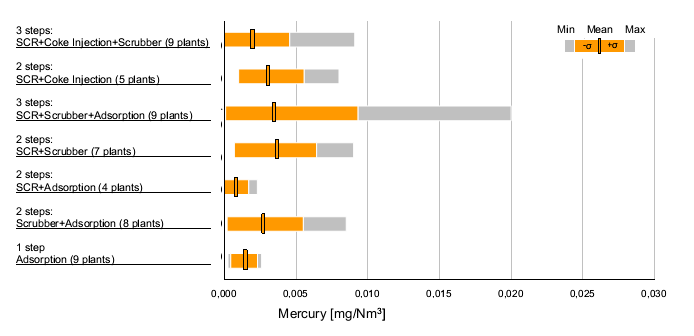 3 steps:
SCR+Coke Injection+Scrubber (9 plants)
2 steps:
SCR+Coke Injection (5 plants)
3 steps:
SCR+Scrubber+Adsorption (9 plants)
2 steps:
SCR+Scrubber (7 plants)
2 steps:
SCR+Adsorption (4 plants)
2 steps:
Scrubber+Adsorption (8 plants)
1 step
Adsorption (9 plants)
Min Mean Max
-σ +σ
0,000 0,005 0,010 0,015 0,020 0,025 0,030
Mercury [mg/Nm³]